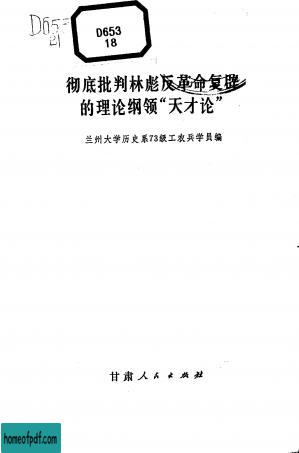 D65
21
D653
18
彻底批判林彪反革命复辟
的理论纲领“天才论”
兰州大学历史系73级工农兵学员编
甘肃人民出版社
homeofpdf.com